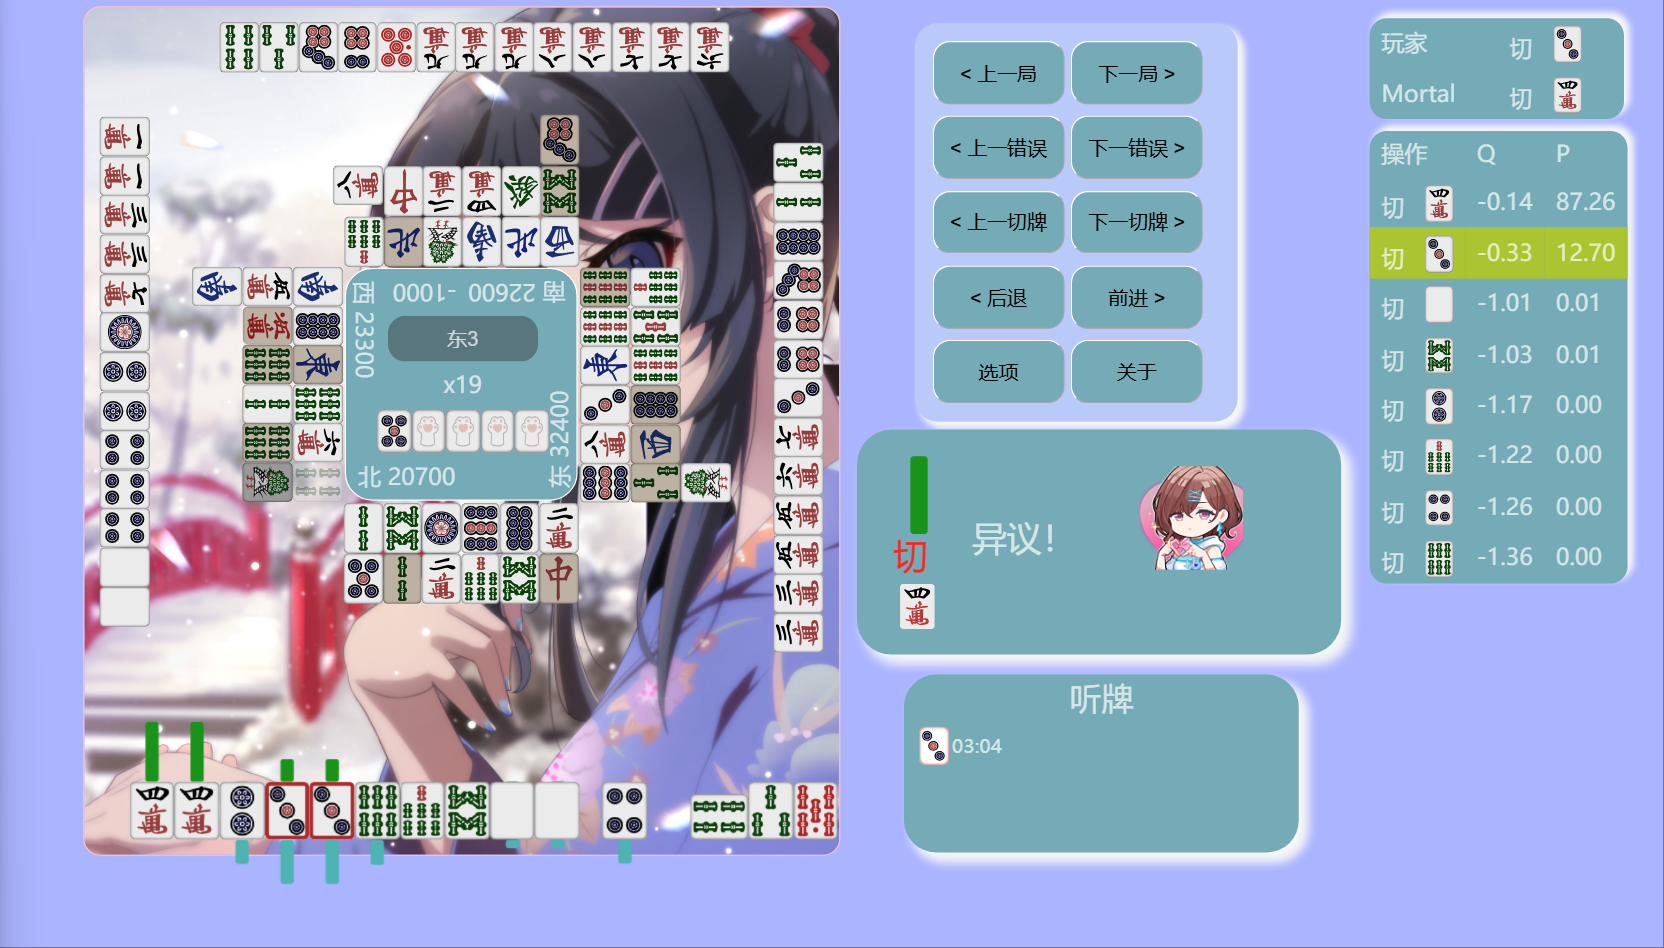 < 上一局
下一局 >
< 上一错误
下一错误 >
< 上一切牌
下一切牌 >
< 后退
前进 >
选项
关于
玩家 切
Mortal 切
操作 Q P
切 -0.14 87.26
切 -0.33 12.70
切 -1.01 0.01
切 -1.03 0.01
切 -1.17 0.00
切 -1.22 0.00
切 -1.26 0.00
切 -1.36 0.00
南 22600 -1000
西 23300
东3
x19
东 32400
北 20700
切
异议!
四萬
听牌
03:04